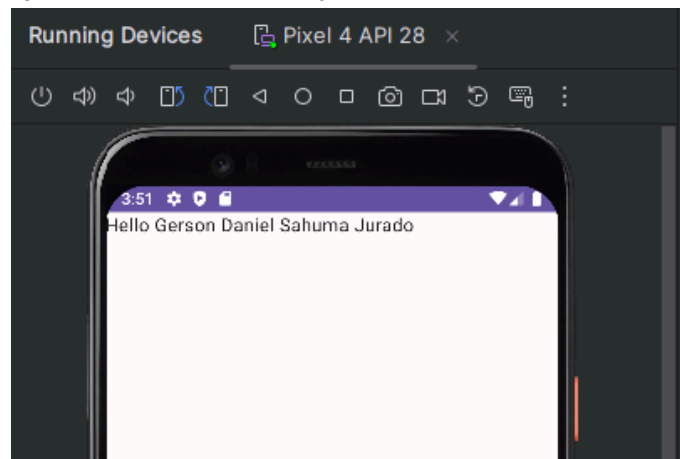 Running Devices Pixel 4 API 28
3:51
Hello Gerson Daniel Sahuma Jurado